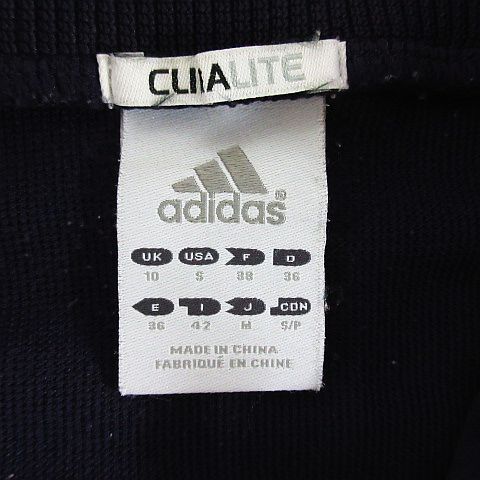 CLIMALITE
adidas®
UK USA F D
10 S 38 36
E I J CDN
36 42 M S/P
MADE IN CHINA
FABRIQUÉ EN CHINE